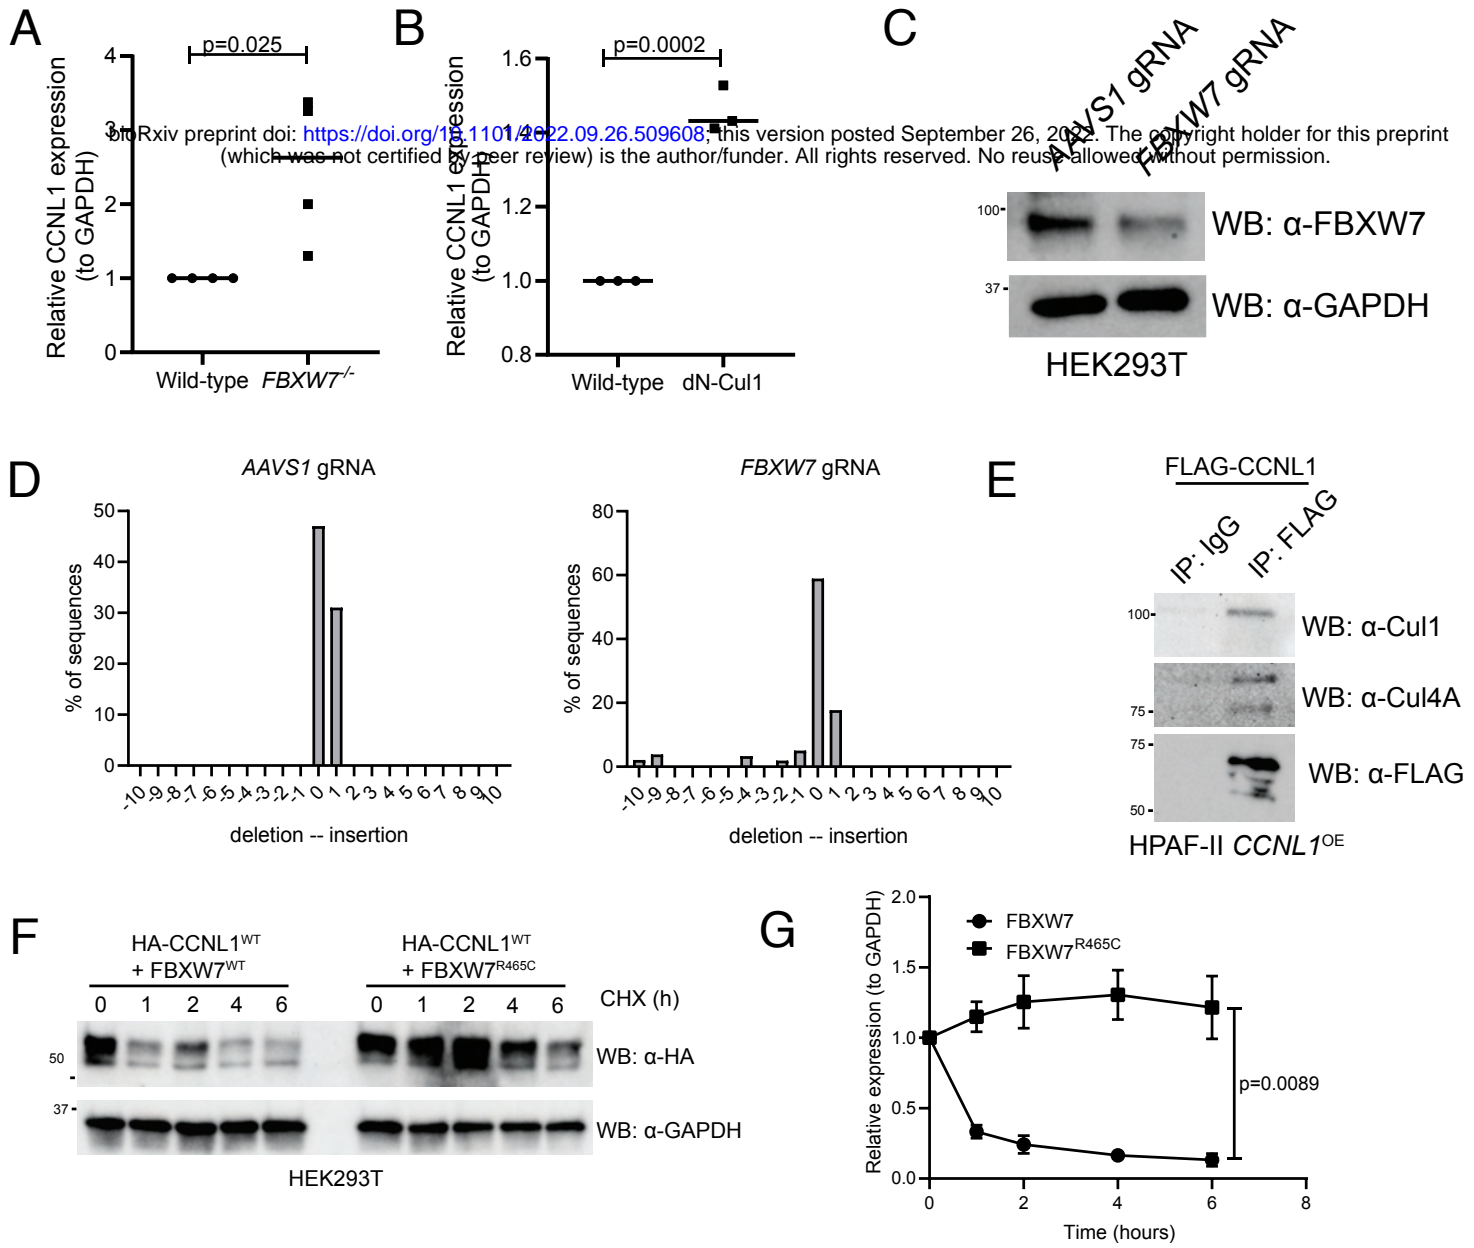 A
p=0.025
4
3
2
1
0
Relative CCNL1 expression
(to GAPDH)
Wild-type FBXW7-/-
B
p=0.0002
1.6
1.4
1.2
1.0
0.8
Relative CCNL1 expression
(to GAPDH)
Wild-type dN-Cul1
bioRxiv preprint doi: https://doi.org/10.1101/2022.09.26.509608; this version posted September 26, 2022. The copyright holder for this preprint
(which was not certified by peer review) is the author/funder. All rights reserved. No reuse allowed without permission.
C
AAVS1 gRNA
FBXW7 gRNA
100
WB: α-FBXW7
37
WB: α-GAPDH
HEK293T
D
AAVS1 gRNA
50
40
30
20
10
0
% of sequences
-10 -9 -8 -7 -6 -5 -4 -3 -2 -1 0 1 2 3 4 5 6 7 8 9 10
deletion -- insertion
FBXW7 gRNA
80
60
40
20
0
% of sequences
-10 -9 -8 -7 -6 -5 -4 -3 -2 -1 0 1 2 3 4 5 6 7 8 9 10
deletion -- insertion
E
FLAG-CCNL1
IP: IgG
IP: FLAG
100
WB: α-Cul1
75
WB: α-Cul4A
75
50
WB: α-FLAG
HPAF-II CCNL1OE
F
HA-CCNL1WT
+ FBXW7WT
HA-CCNL1WT
+ FBXW7R465C
0 1 2 4 6 0 1 2 4 6 CHX (h)
50
WB: α-HA
37
WB: α-GAPDH
HEK293T
G
FBXW7
FBXW7R465C
2.0
1.5
1.0
0.5
0.0
Relative expression (to GAPDH)
p=0.0089
0 2 4 6 8
Time (hours)